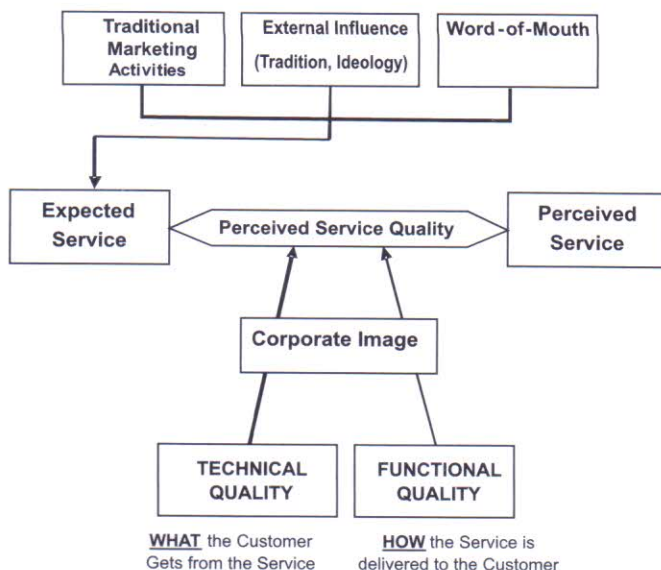 Traditional
Marketing
Activities
External Influence
(Tradition, Ideology)
Word-of-Mouth
Expected
Service
Perceived Service Quality
Perceived
Service
Corporate Image
TECHNICAL
QUALITY
FUNCTIONAL
QUALITY
WHAT the Customer
Gets from the Service
HOW the Service is
delivered to the Customer